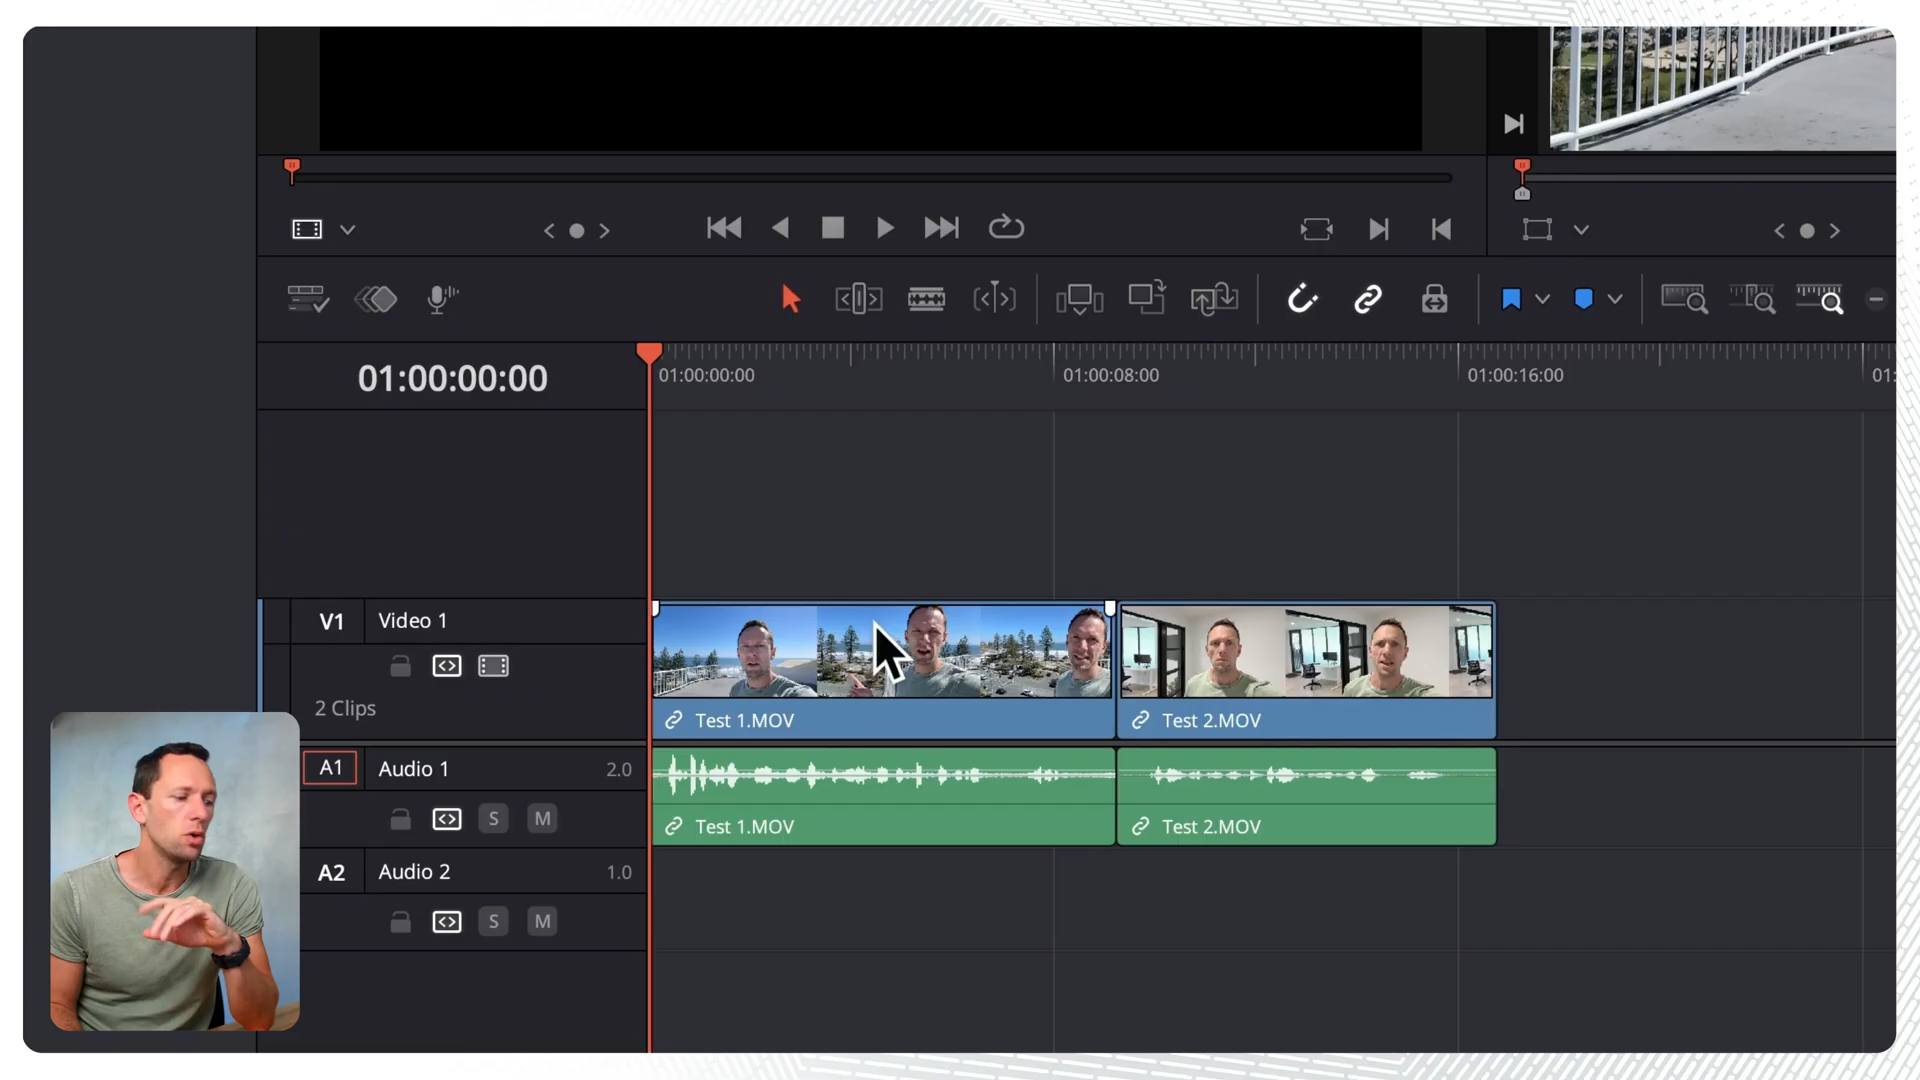 01:00:00:00
01:00:00:00
01:00:08:00
01:00:16:00
01:
V1
Video 1
2 Clips
Test 1.MOV
Test 2.MOV
A1
Audio 1
2.0
S
M
Test 1.MOV
Test 2.MOV
A2
Audio 2
1.0
S
M